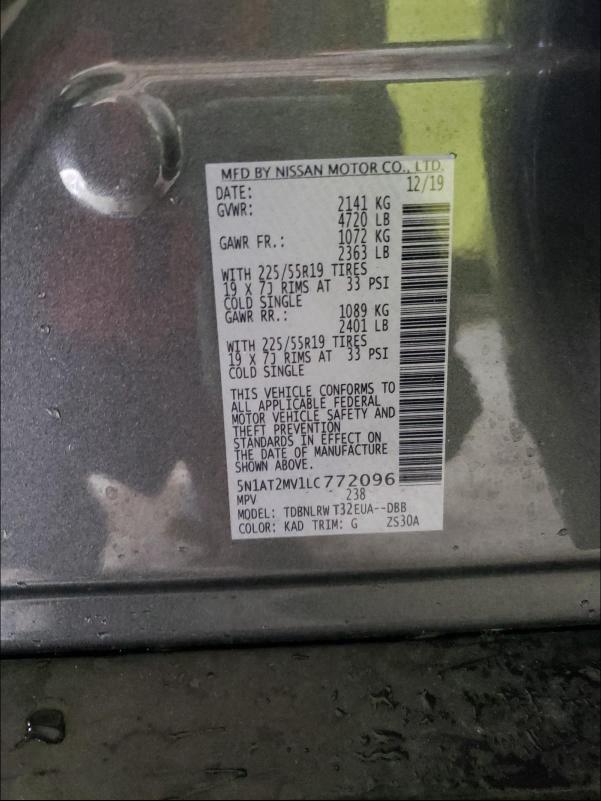 MFD BY NISSAN MOTOR CO., LTD.
DATE: 12/19
GVWR: 2141 KG
4720 LB
GAWR FR.: 1072 KG
2363 LB
WITH 225/55R19 TIRES
19 X 7J RIMS AT 33 PSI
COLD SINGLE
GAWR RR.: 1089 KG
2401 LB
WITH 225/55R19 TIRES
19 X 7J RIMS AT 33 PSI
COLD SINGLE
THIS VEHICLE CONFORMS TO
ALL APPLICABLE FEDERAL
MOTOR VEHICLE SAFETY AND
THEFT PREVENTION
STANDARDS IN EFFECT ON
THE DATE OF MANUFACTURE
SHOWN ABOVE.
5N1AT2MV1LC772096
MPV 238
MODEL: TDBNLRW T32EUA--DBB
COLOR: KAD TRIM: G ZS30A